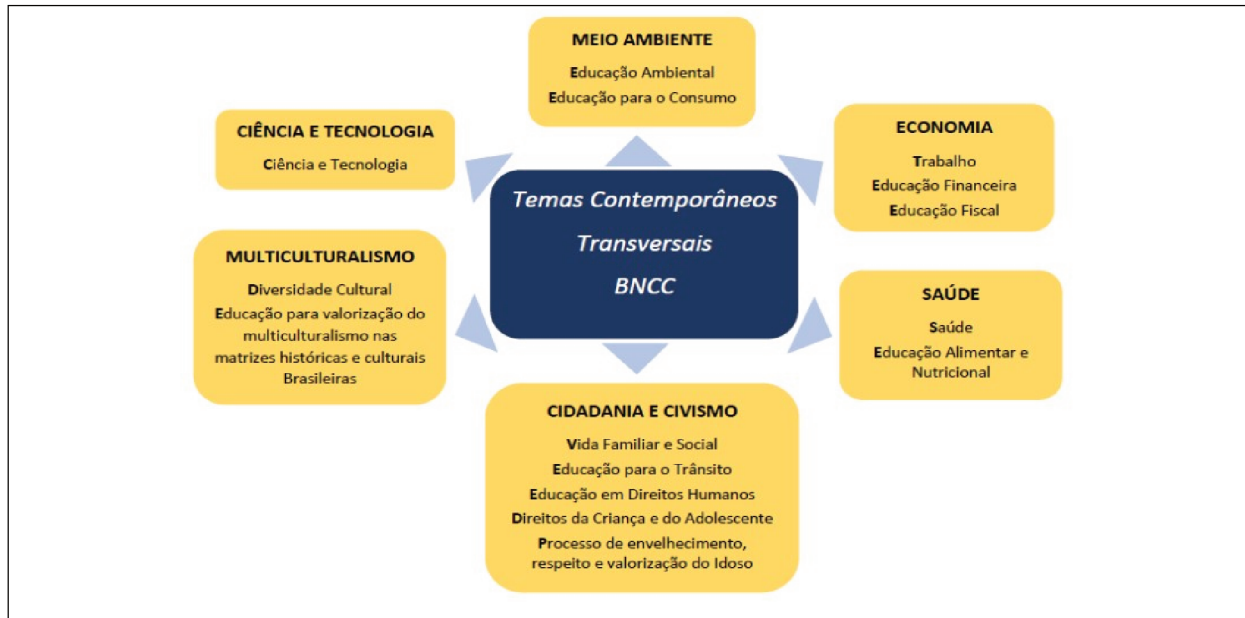 MEIO AMBIENTE
Educação Ambiental
Educação para o Consumo
CIÊNCIA E TECNOLOGIA
Ciência e Tecnologia
ECONOMIA
Trabalho
Educação Financeira
Educação Fiscal
Temas Contemporâneos
Transversais
BNCC
MULTICULTURALISMO
Diversidade Cultural
Educação para valorização do
multiculturalismo nas
matrizes históricas e culturais
Brasileiras
SAÚDE
Saúde
Educação Alimentar e
Nutricional
CIDADANIA E CIVISMO
Vida Familiar e Social
Educação para o Trânsito
Educação em Direitos Humanos
Direitos da Criança e do Adolescente
Processo de envelhecimento,
respeito e valorização do Idoso